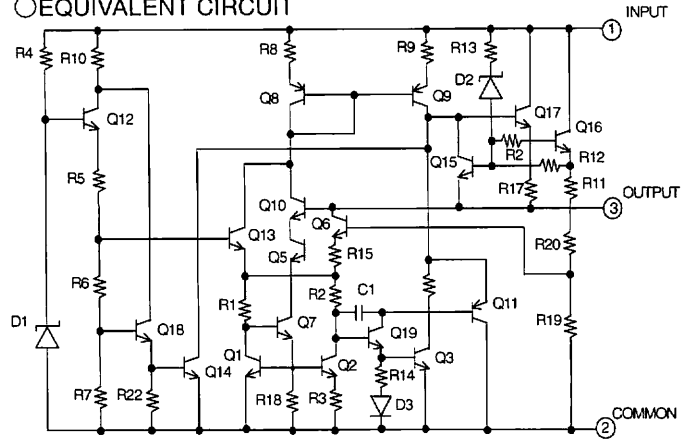 ○EQUIVALENT CIRCUIT
INPUT
1
R4
R10
R8
R9
R13
D2
Q8
Q9
Q17
Q12
Q16
R2
Q15
R12
R5
R17
R11
OUTPUT
3
Q10
Q6
Q13
R20
Q5
R15
R6
R1
R2
C1
Q11
R19
D1
Q7
Q18
Q19
Q1
Q2
Q3
Q14
R14
R7
R22
R18
R3
D3
COMMON
2